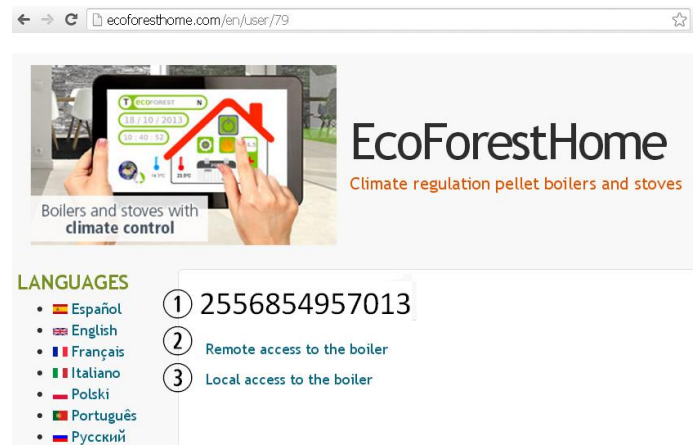 ecoforesthome.com/en/user/79
T ecoFOREST N
18 / 10 / 2013
10 : 40 : 52
Boilers and stoves with
climate control
EcoForestHome
Climate regulation pellet boilers and stoves
LANGUAGES
Español
English
Français
Italiano
Polski
Português
Русский
1 2556854957013
2 Remote access to the boiler
3 Local access to the boiler